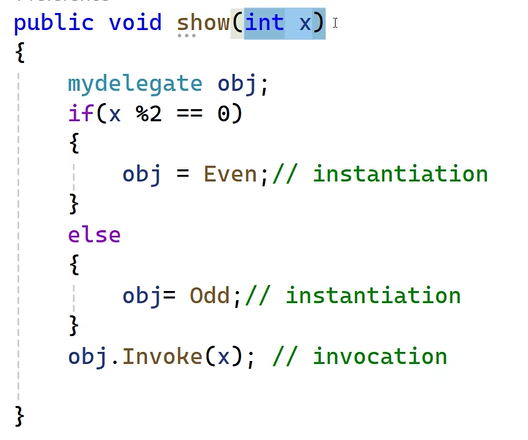 public void show(int x)
{
mydelegate obj;
if(x %2 == 0)
{
obj = Even;// instantiation
}
else
{
obj= Odd;// instantiation
}
obj.Invoke(x); // invocation
}